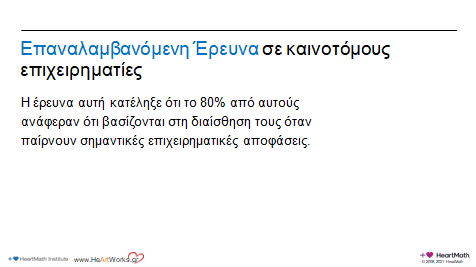 Επαναλαμβανόμενη Έρευνα σε καινοτόμους
επιχειρηματίες
Η έρευνα αυτή κατέληξε ότι το 80% από αυτούς
ανάφεραν ότι βασίζονται στη διαίσθηση τους όταν
παίρνουν σημαντικές επιχειρηματικές αποφάσεις.
HeartMath Institute
www.HeArtWorks.gr
HeartMath